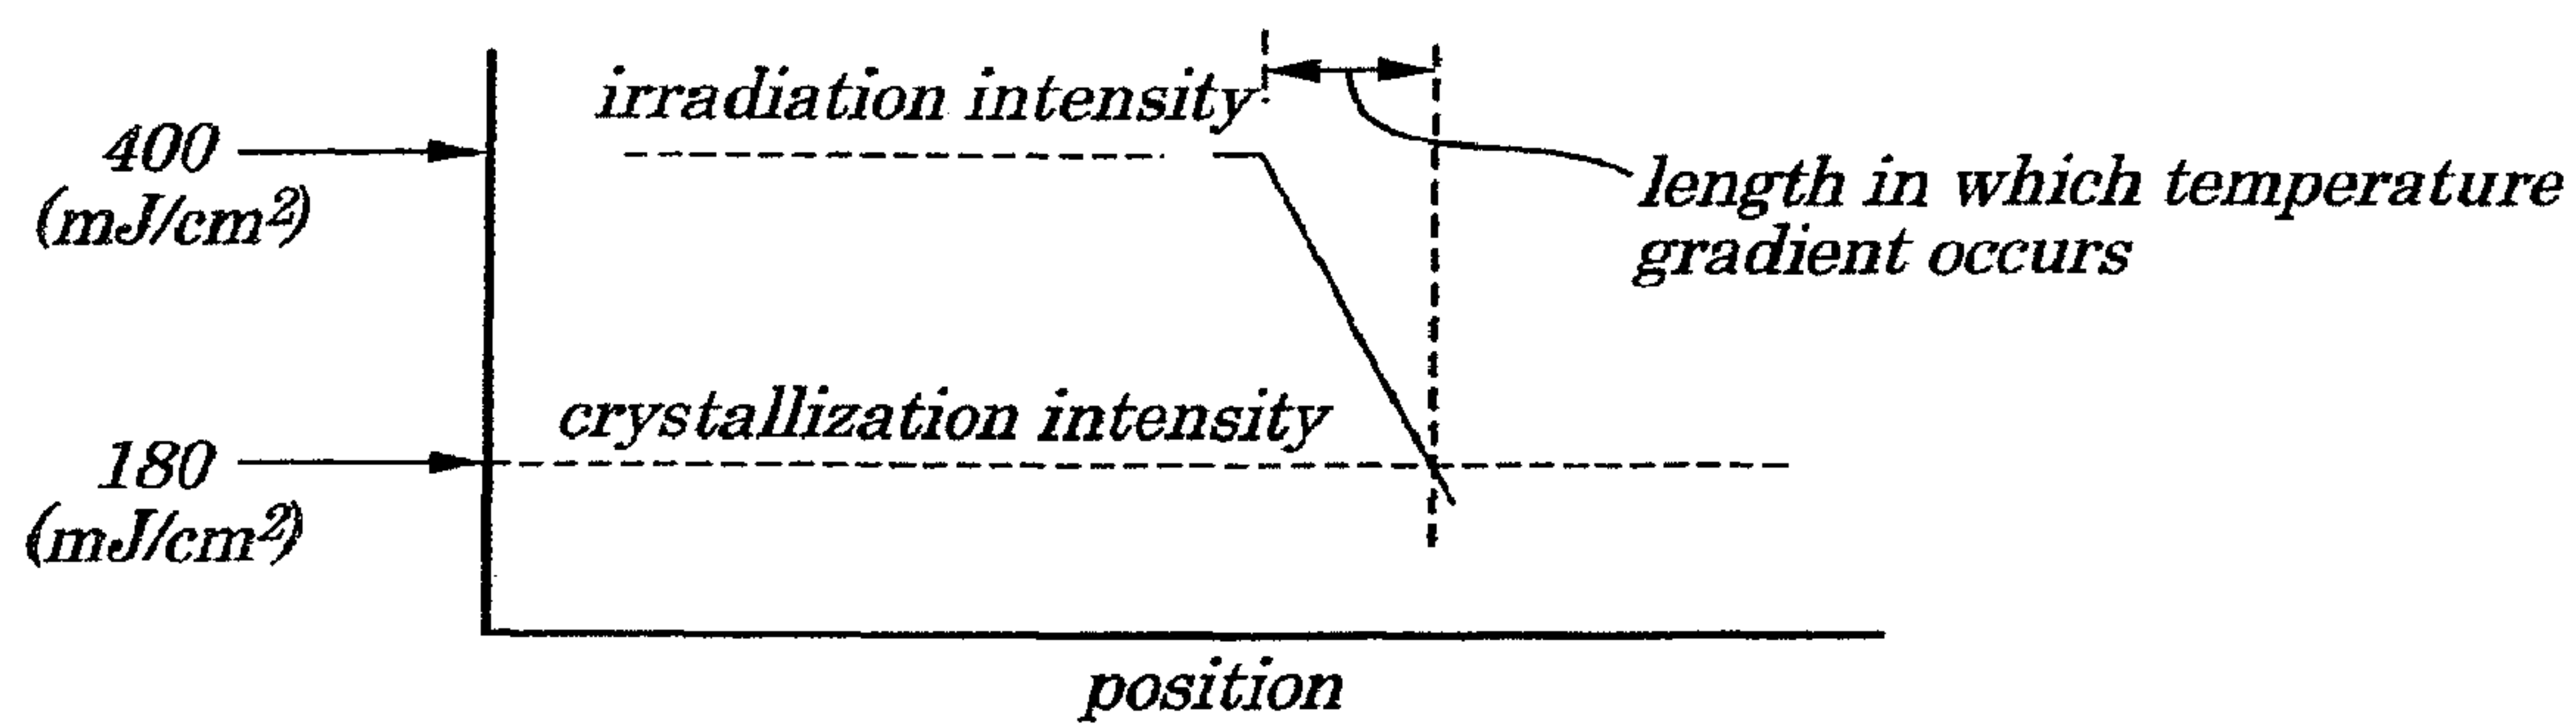 irradiation intensity
400
(mJ/cm²)
length in which temperature
gradient occurs
crystallization intensity
180
(mJ/cm²)
position